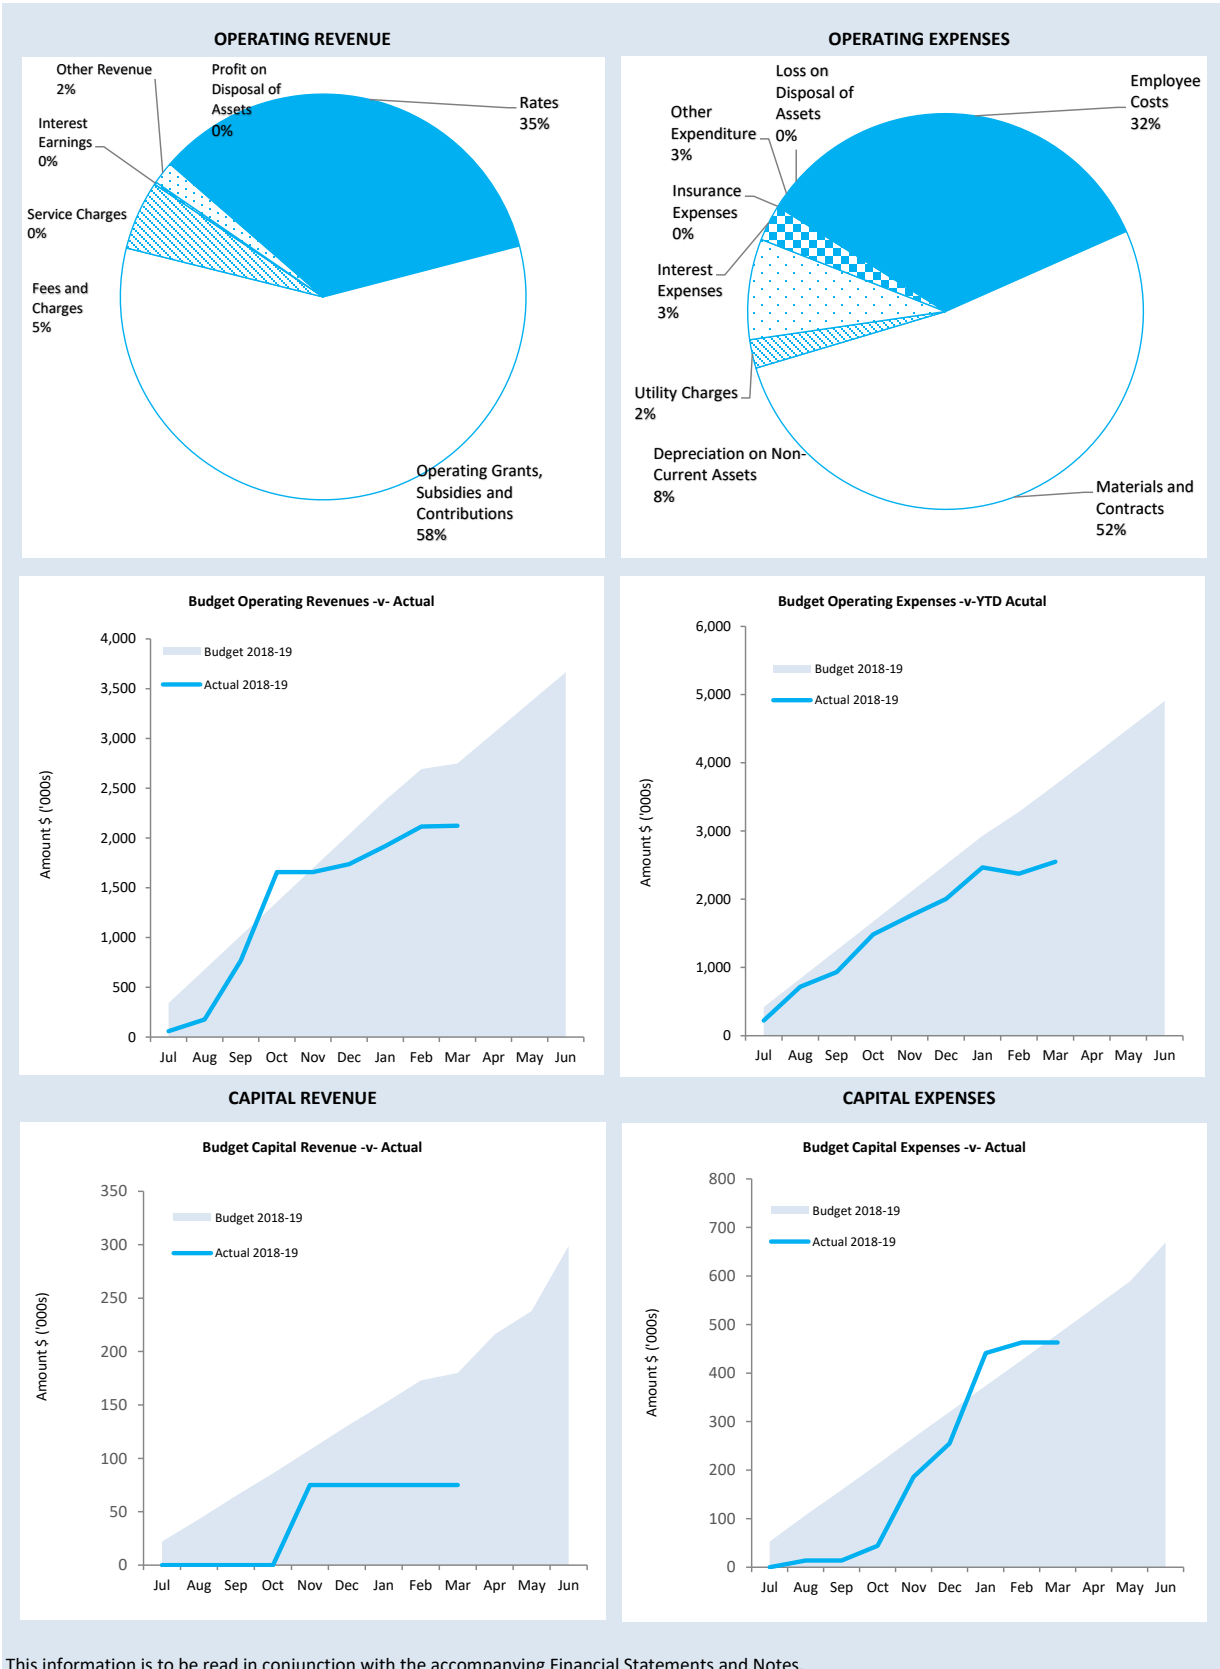 OPERATING REVENUE
Other Revenue
2%
Profit on
Disposal of
Assets
0%
Rates
35%
Interest
Earnings
0%
Service Charges
0%
Fees and
Charges
5%
Operating Grants,
Subsidies and
Contributions
58%
OPERATING EXPENSES
Loss on
Disposal of
Assets
0%
Employee
Costs
32%
Other
Expenditure
3%
Insurance
Expenses
0%
Interest
Expenses
3%
Utility Charges
2%
Depreciation on Non-
Current Assets
8%
Materials and
Contracts
52%
Budget Operating Revenues -v- Actual
4,000
3,500
3,000
2,500
2,000
1,500
1,000
500
0
Amount $ ('000s)
Budget 2018-19
Actual 2018-19
Jul Aug Sep Oct Nov Dec Jan Feb Mar Apr May Jun
Budget Operating Expenses -v-YTD Acutal
6,000
5,000
4,000
3,000
2,000
1,000
0
Amount $ ('000s)
Budget 2018-19
Actual 2018-19
Jul Aug Sep Oct Nov Dec Jan Feb Mar Apr May Jun
CAPITAL REVENUE
Budget Capital Revenue -v- Actual
350
300
250
200
150
100
50
0
Amount $ ('000s)
Budget 2018-19
Actual 2018-19
Jul Aug Sep Oct Nov Dec Jan Feb Mar Apr May Jun
CAPITAL EXPENSES
Budget Capital Expenses -v- Actual
800
700
600
500
400
300
200
100
0
Amount $ ('000s)
Budget 2018-19
Actual 2018-19
Jul Aug Sep Oct Nov Dec Jan Feb Mar Apr May Jun
This information is to be read in conjunction with the accompanying Financial Statements and Notes.